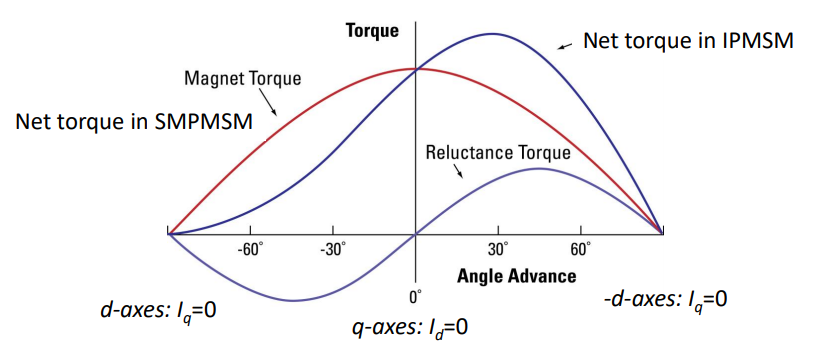 Torque
Net torque in IPMSM
Magnet Torque
Net torque in SMPMSM
Reluctance Torque
-60°
-30°
30°
60°
Angle Advance
0°
d-axes: Iq=0
q-axes: Id=0
-d-axes: Iq=0